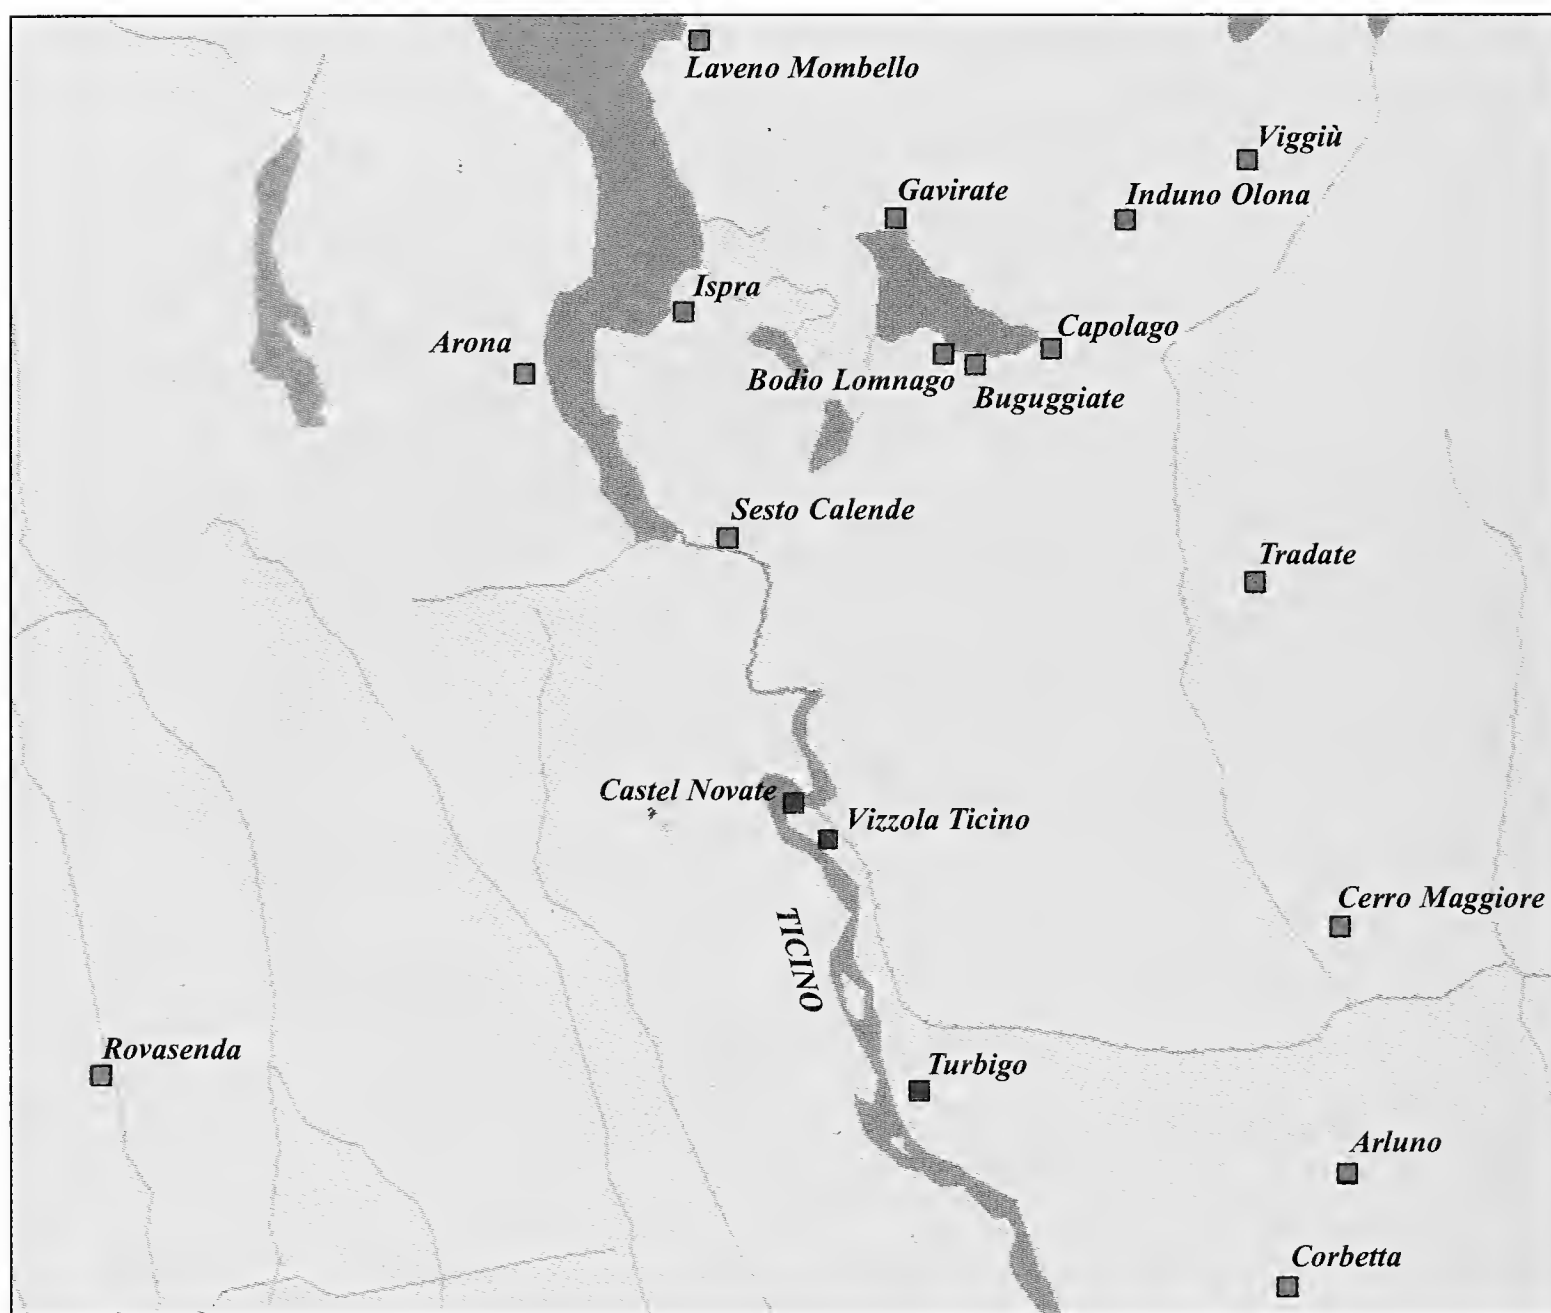 Laveno Mombello
Viggiù
Gavirate
Induno Olona
Ispra
Capolago
Arona
Bodio Lomnago
Buguggiate
Sesto Calende
Tradate
Castel Novate
Vizzola Ticino
Cerro Maggiore
TICINO
Rovasenda
Turbigo
Arluno
Corbetta